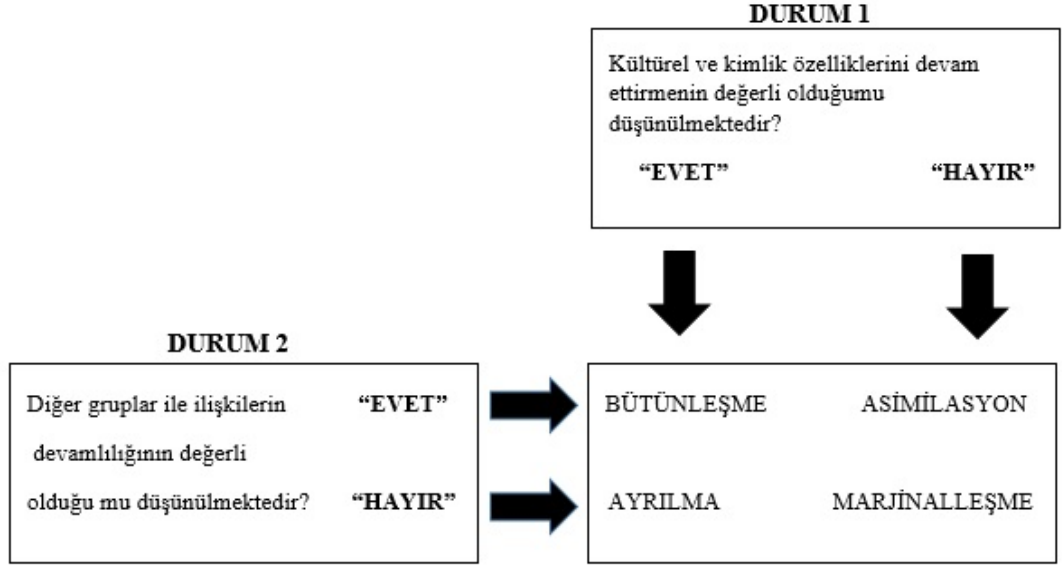 DURUM 1
Kültürel ve kimlik özelliklerini devam
ettirmenin değerli olduğumu
düşünülmektedir?
“EVET” “HAYIR”
DURUM 2
Diğer gruplar ile ilişkilerin “EVET”
devamlılığının değerli
olduğu mu düşünülmektedir? “HAYIR”
BÜTÜNLEŞME ASİMİLASYON
AYRILMA MARJİNALLEŞME